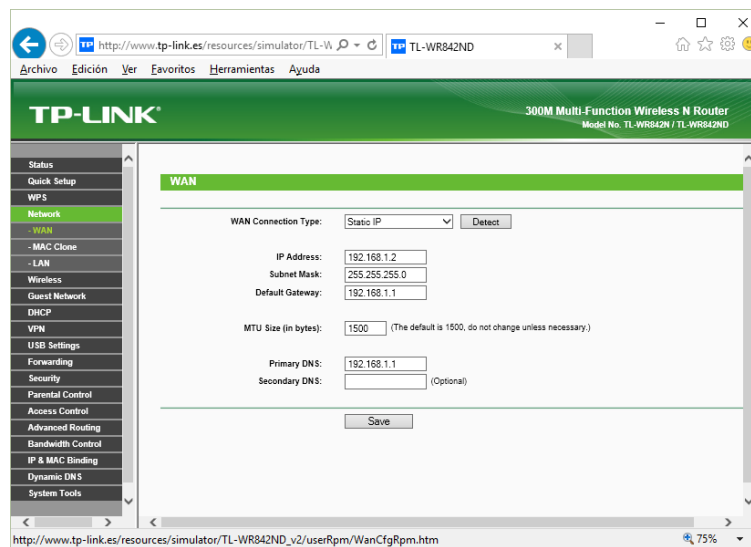 http://www.tp-link.es/resources/simulator/TL-W
TP TL-WR842ND
Archivo Edición Ver Favoritos Herramientas Ayuda
TP-LINK®
300M Multi-Function Wireless N Router
Model No. TL-WR842N / TL-WR842ND
Status
Quick Setup
WPS
Network
- WAN
- MAC Clone
- LAN
Wireless
Guest Network
DHCP
VPN
USB Settings
Forwarding
Security
Parental Control
Access Control
Advanced Routing
Bandwidth Control
IP & MAC Binding
Dynamic DNS
System Tools
WAN
WAN Connection Type: Static IP Detect
IP Address: 192.168.1.2
Subnet Mask: 255.255.255.0
Default Gateway: 192.168.1.1
MTU Size (in bytes): 1500 (The default is 1500, do not change unless necessary.)
Primary DNS: 192.168.1.1
Secondary DNS: (Optional)
Save
http://www.tp-link.es/resources/simulator/TL-WR842ND_v2/userRpm/WanCfgRpm.htm
75%